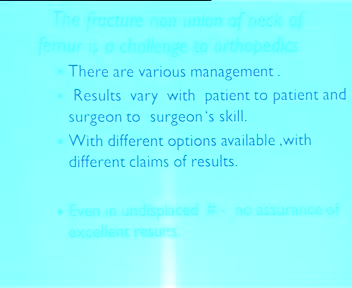 The fracture non union of neck of
femur is a challenge to orthopedics
• There are various management .
• Results vary with patient to patient and
surgeon to surgeon's skill.
• With different options available ,with
different claims of results.
• Even in undisplaced # - no assurance of
excellent results.